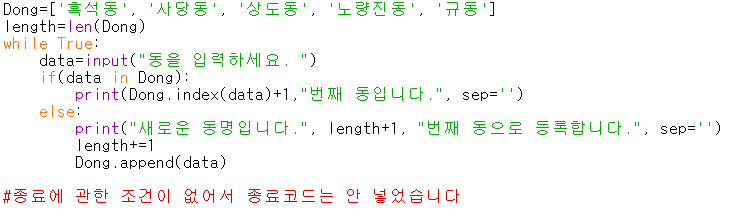 Dong=['흑석동', '사당동', '상도동', '노량진동', '규동']
length=len(Dong)
while True:
    data=input("동을 입력하세요. ")
    if(data in Dong):
        print(Dong.index(data)+1,"번째 동입니다.", sep='')
    else:
        print("새로운 동명입니다.", length+1, "번째 동으로 등록합니다.", sep='')
        length+=1
        Dong.append(data)
#종료에 관한 조건이 없어서 종료코드는 안 넣었습니다